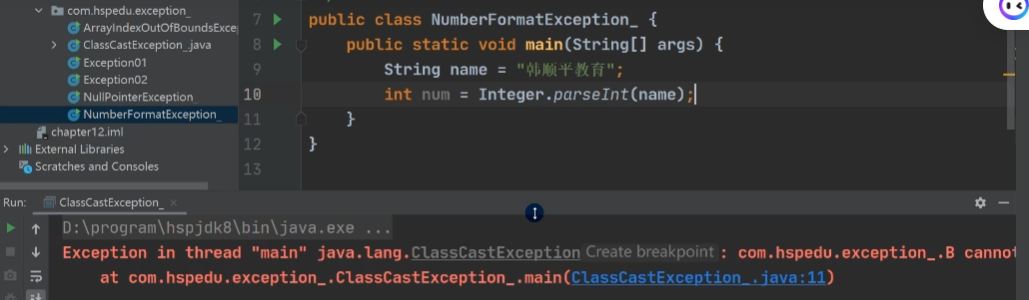 com.hspedu.exception_
ArrayIndexOutOfBoundsExce
ClassCastException_.java
Exception01
Exception02
NullPointerException
NumberFormatException_
chapter12.iml
External Libraries
Scratches and Consoles
7 public class NumberFormatException_ {
8 public static void main(String[] args) {
9 String name = "韩顺平教育";
10 int num = Integer.parseInt(name);
11 }
12 }
13
Run: ClassCastException_ ×
D:\program\hspjdk8\bin\java.exe ...
Exception in thread "main" java.lang.ClassCastException Create breakpoint : com.hspedu.exception_.B cannot
at com.hspedu.exception_.ClassCastException_.main(ClassCastException_.java:11)